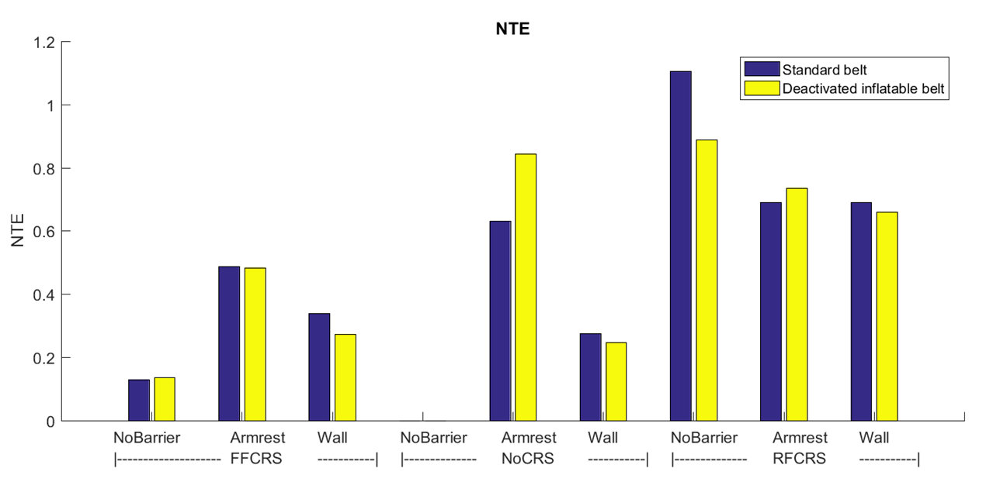 NTE
1.2
1
0.8
0.6
0.4
0.2
0
NTE
Standard belt
Deactivated inflatable belt
NoBarrier Armrest Wall NoBarrier Armrest Wall NoBarrier Armrest Wall
|--------------------- FFCRS -----------| |-------------- NoCRS -----------| |-------------- RFCRS -----------|